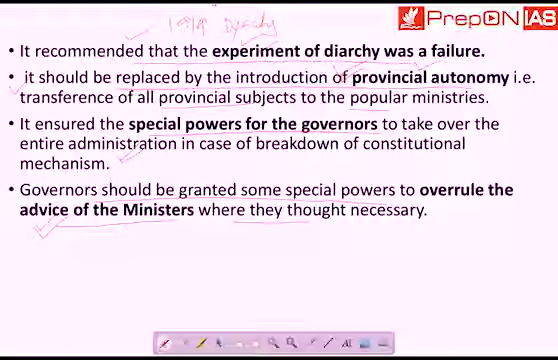 1919 Dyarchy
PrepON IAS
• It recommended that the experiment of diarchy was a failure.
• it should be replaced by the introduction of provincial autonomy i.e.
transference of all provincial subjects to the popular ministries.
• It ensured the special powers for the governors to take over the
entire administration in case of breakdown of constitutional
mechanism.
• Governors should be granted some special powers to overrule the
advice of the Ministers where they thought necessary.